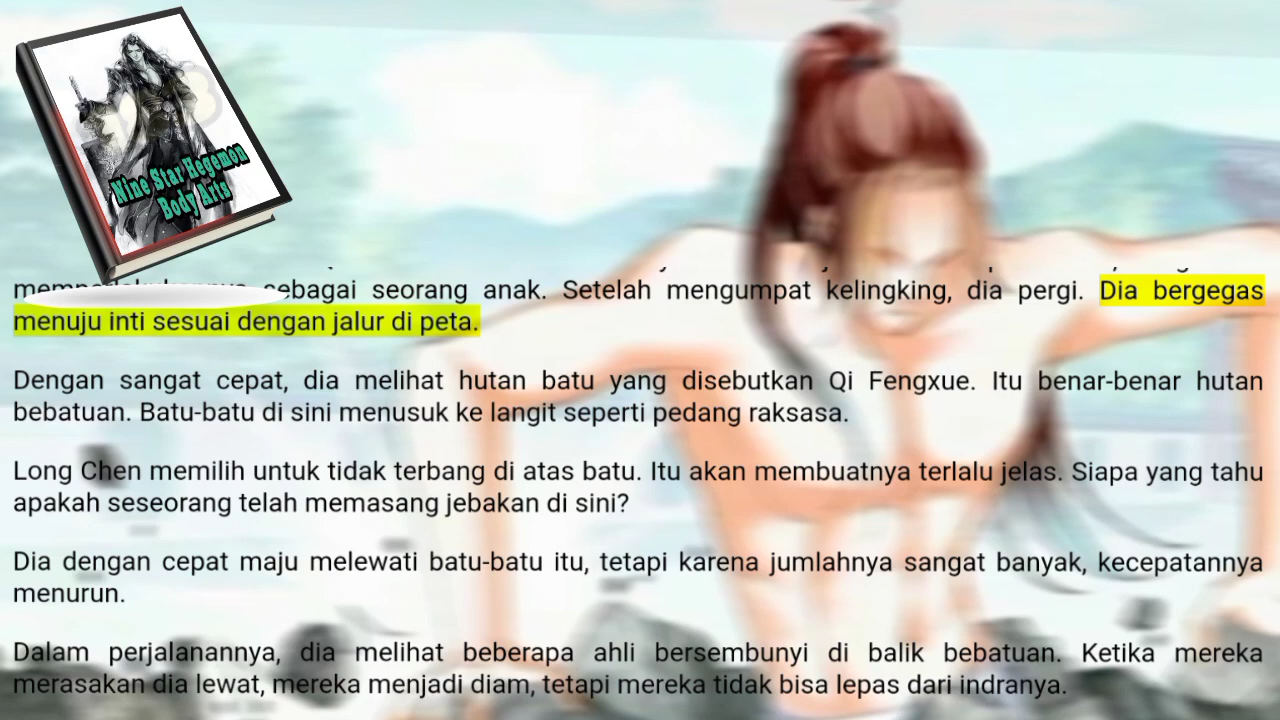 Nine Star Hegemon
Body Arts
sebagai seorang anak. Setelah mengumpat kelingking, dia pergi. Dia bergegas
menuju inti sesuai dengan jalur di peta.
Dengan sangat cepat, dia melihat hutan batu yang disebutkan Qi Fengxue. Itu benar-benar hutan
bebatuan. Batu-batu di sini menusuk ke langit seperti pedang raksasa.
Long Chen memilih untuk tidak terbang di atas batu. Itu akan membuatnya terlalu jelas. Siapa yang tahu
apakah seseorang telah memasang jebakan di sini?
Dia dengan cepat maju melewati batu-batu itu, tetapi karena jumlahnya sangat banyak, kecepatannya
menurun.
Dalam perjalanannya, dia melihat beberapa ahli bersembunyi di balik bebatuan. Ketika mereka
merasakan dia lewat, mereka menjadi diam, tetapi mereka tidak bisa lepas dari indranya.